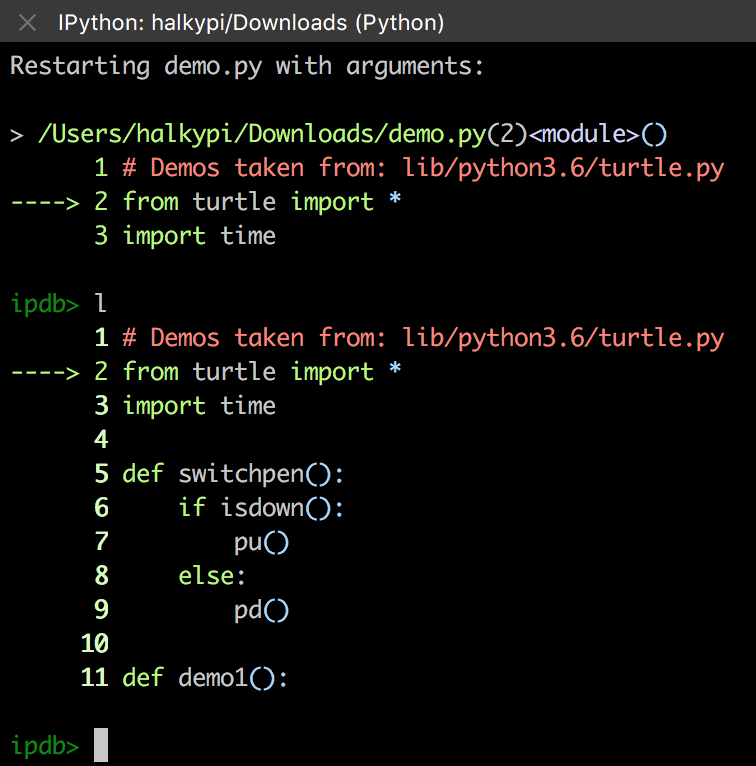 IPython: halkypi/Downloads (Python)
Restarting demo.py with arguments:
> /Users/halkypi/Downloads/demo.py(2)<module>()
      1 # Demos taken from: lib/python3.6/turtle.py
----> 2 from turtle import *
      3 import time
ipdb> l
      1 # Demos taken from: lib/python3.6/turtle.py
----> 2 from turtle import *
      3 import time
      4
      5 def switchpen():
      6     if isdown():
      7         pu()
      8     else:
      9         pd()
     10
     11 def demo1():
ipdb>